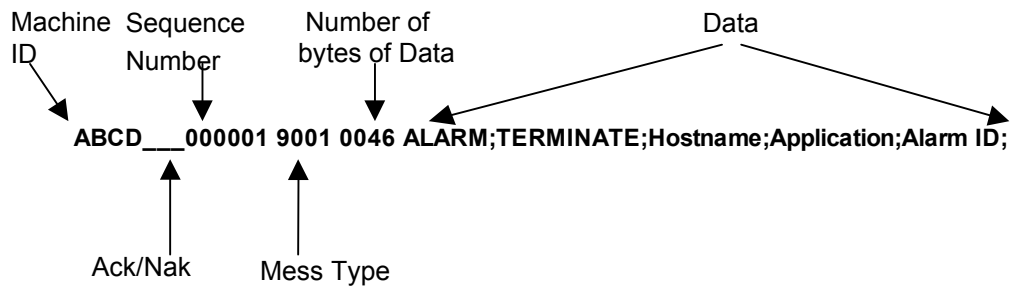 Machine ID
Sequence Number
Number of bytes of Data
Data
ABCD___000001 9001 0046 ALARM;TERMINATE;Hostname;Application;Alarm ID;
Ack/Nak
Mess Type